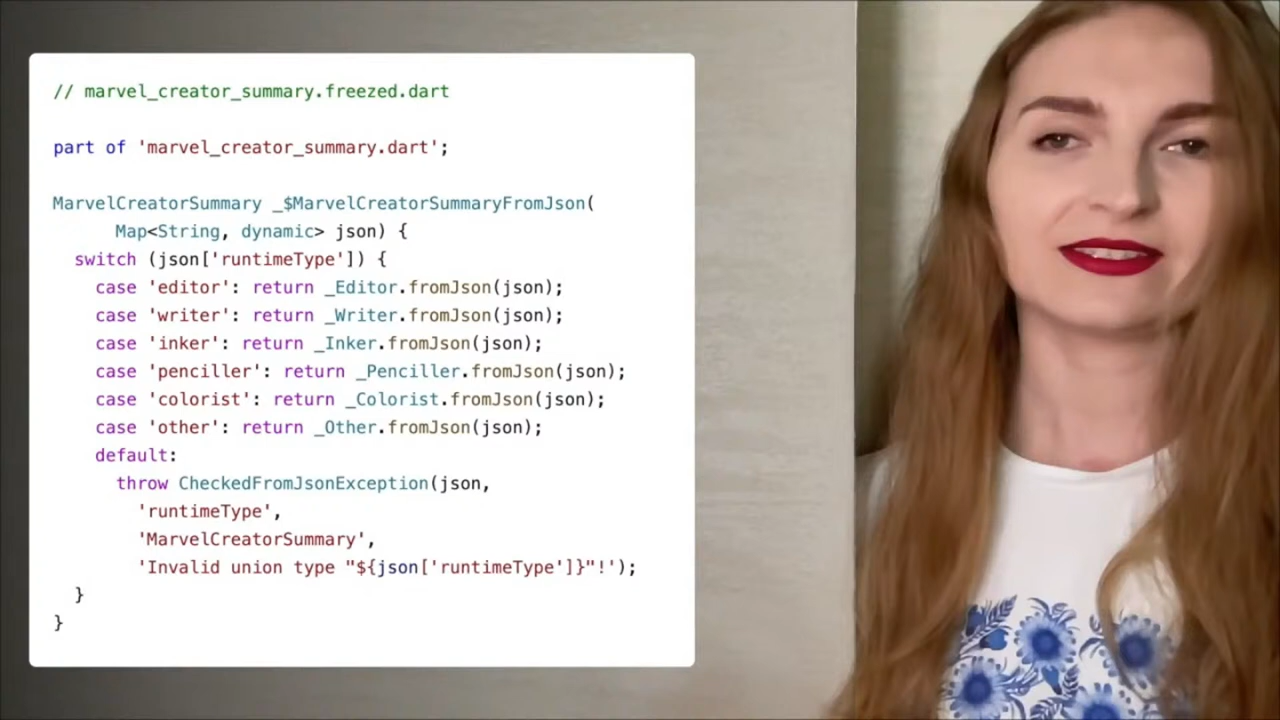 // marvel_creator_summary.freezed.dart
part of 'marvel_creator_summary.dart';
MarvelCreatorSummary _$MarvelCreatorSummaryFromJson(
Map<String, dynamic> json) {
switch (json['runtimeType']) {
case 'editor': return _Editor.fromJson(json);
case 'writer': return _Writer.fromJson(json);
case 'inker': return _Inker.fromJson(json);
case 'penciller': return _Penciller.fromJson(json);
case 'colorist': return _Colorist.fromJson(json);
case 'other': return _Other.fromJson(json);
default:
throw CheckedFromJsonException(json,
'runtimeType',
'MarvelCreatorSummary',
'Invalid union type "${json['runtimeType']}"!');
}
}